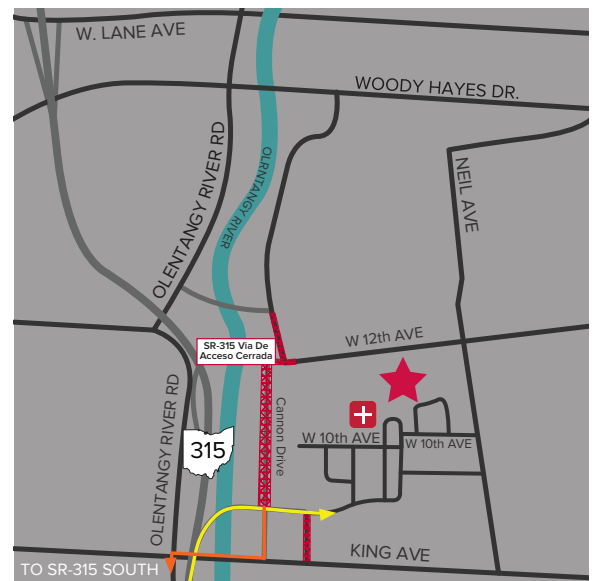 W. LANE AVE
WOODY HAYES DR.
OLENTANGY RIVER RD
OLRNTANGY RIVER
NEIL AVE
W 12th AVE
SR-315 Via De
Acceso Cerrada
Cannon Drive
W 10th AVE
W 10th AVE
OLENTANGY RIVER RD
315
KING AVE
TO SR-315 SOUTH